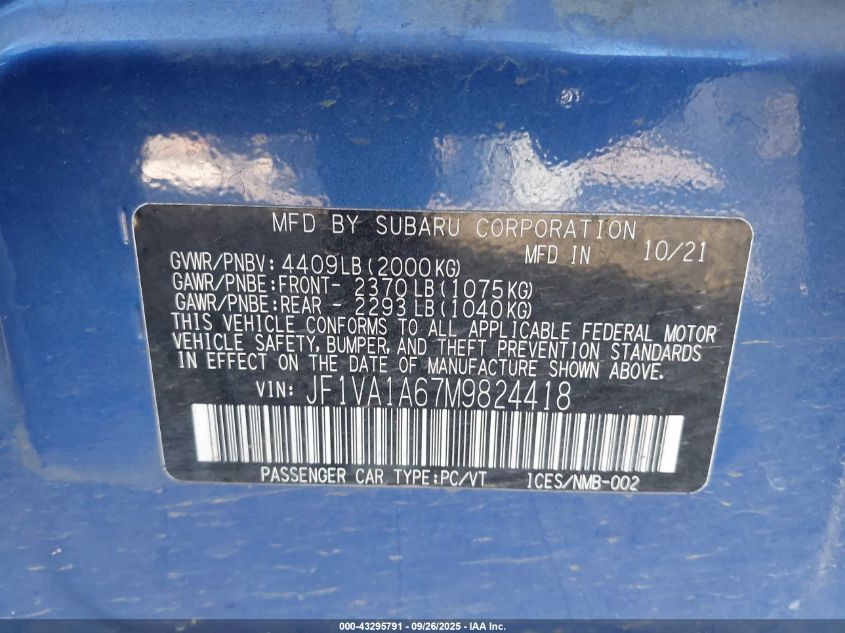 MFD BY SUBARU CORPORATION
GVWR/PNBV: 4409LB(2000KG) MFD IN 10/21
GAWR/PNBE:FRONT- 2370LB(1075KG)
GAWR/PNBE:REAR - 2293LB(1040KG)
THIS VEHICLE CONFORMS TO ALL APPLICABLE FEDERAL MOTOR
VEHICLE SAFETY, BUMPER, AND THEFT PREVENTION STANDARDS
IN EFFECT ON THE DATE OF MANUFACTURE SHOWN ABOVE.
VIN: JF1VA1A67M9824418
PASSENGER CAR TYPE:PC/VT ICES/NMB-002
000-43295791 - 09/26/2025 - IAA Inc.